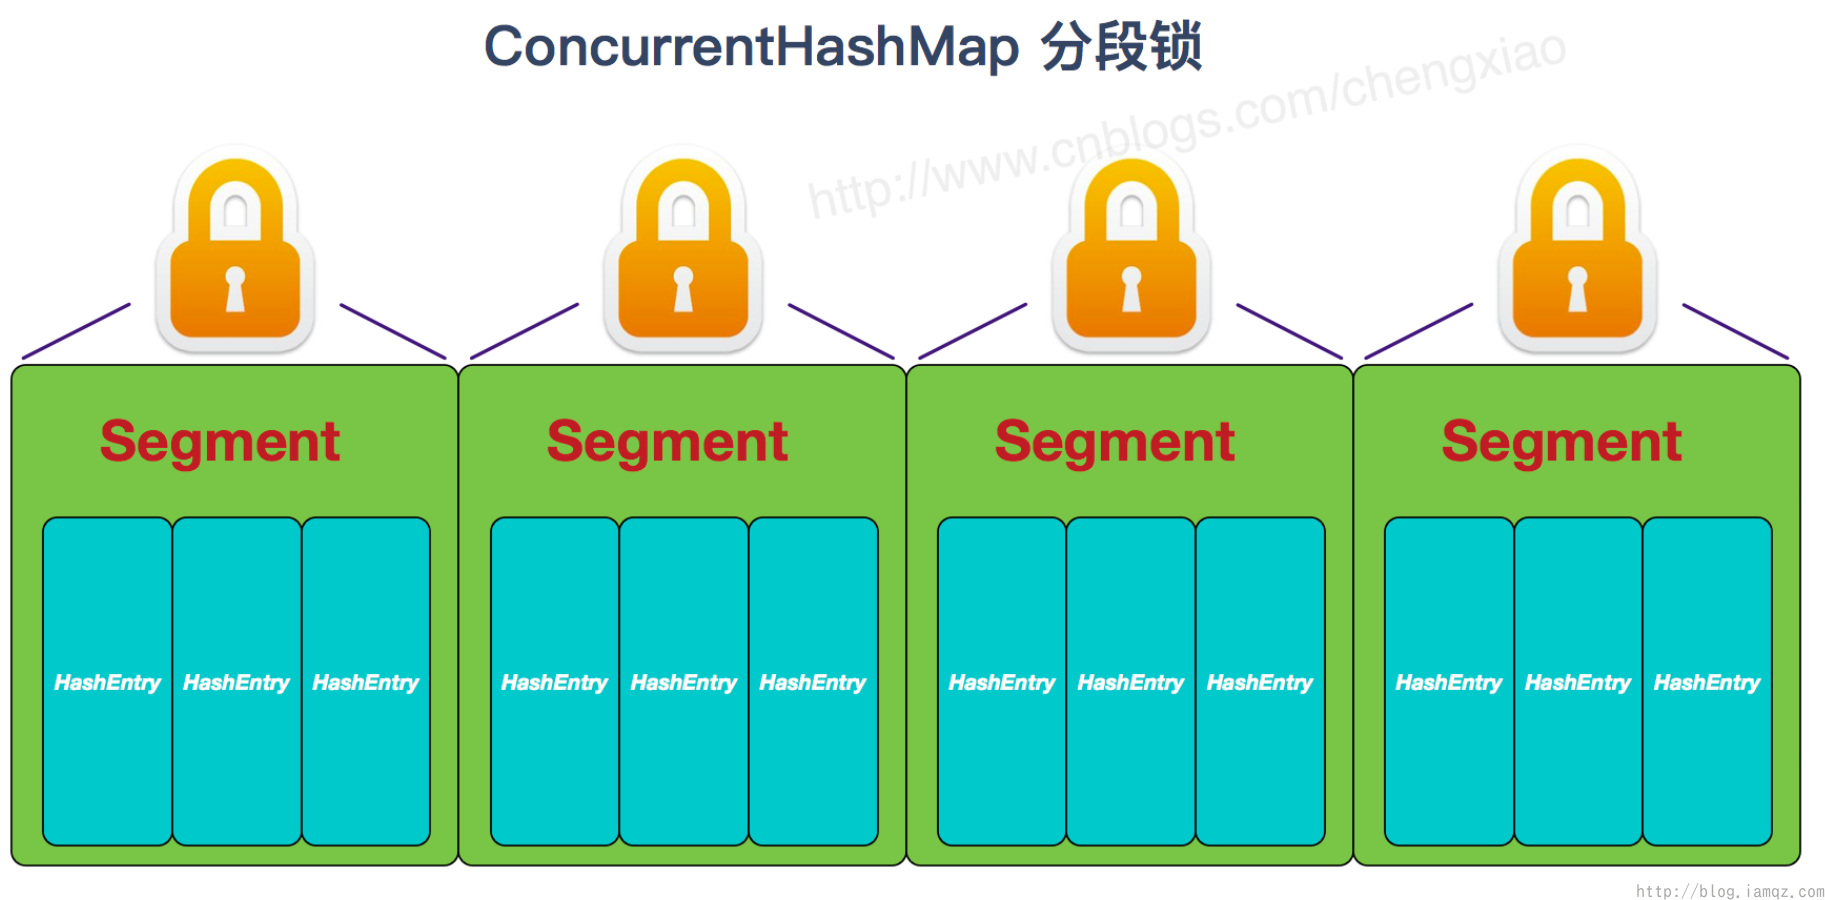 ConcurrentHashMap 分段锁
http://www.cnblogs.com/chengxiao
Segment Segment Segment Segment
HashEntry HashEntry HashEntry HashEntry HashEntry HashEntry HashEntry HashEntry HashEntry HashEntry HashEntry HashEntry
http://blog.iamqz.com